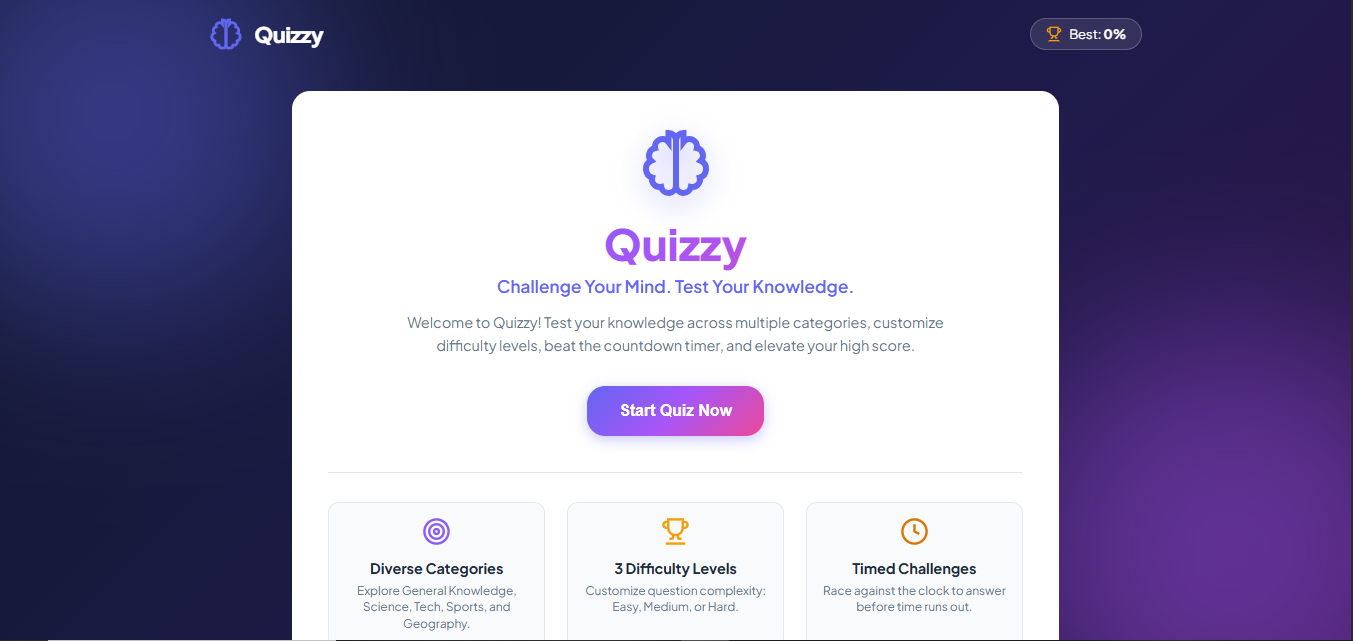 Quizzy
Best: 0%
Quizzy
Challenge Your Mind. Test Your Knowledge.
Welcome to Quizzy! Test your knowledge across multiple categories, customize
difficulty levels, beat the countdown timer, and elevate your high score.
Start Quiz Now
Diverse Categories
Explore General Knowledge,
Science, Tech, Sports, and
Geography.
3 Difficulty Levels
Customize question complexity:
Easy, Medium, or Hard.
Timed Challenges
Race against the clock to answer
before time runs out.